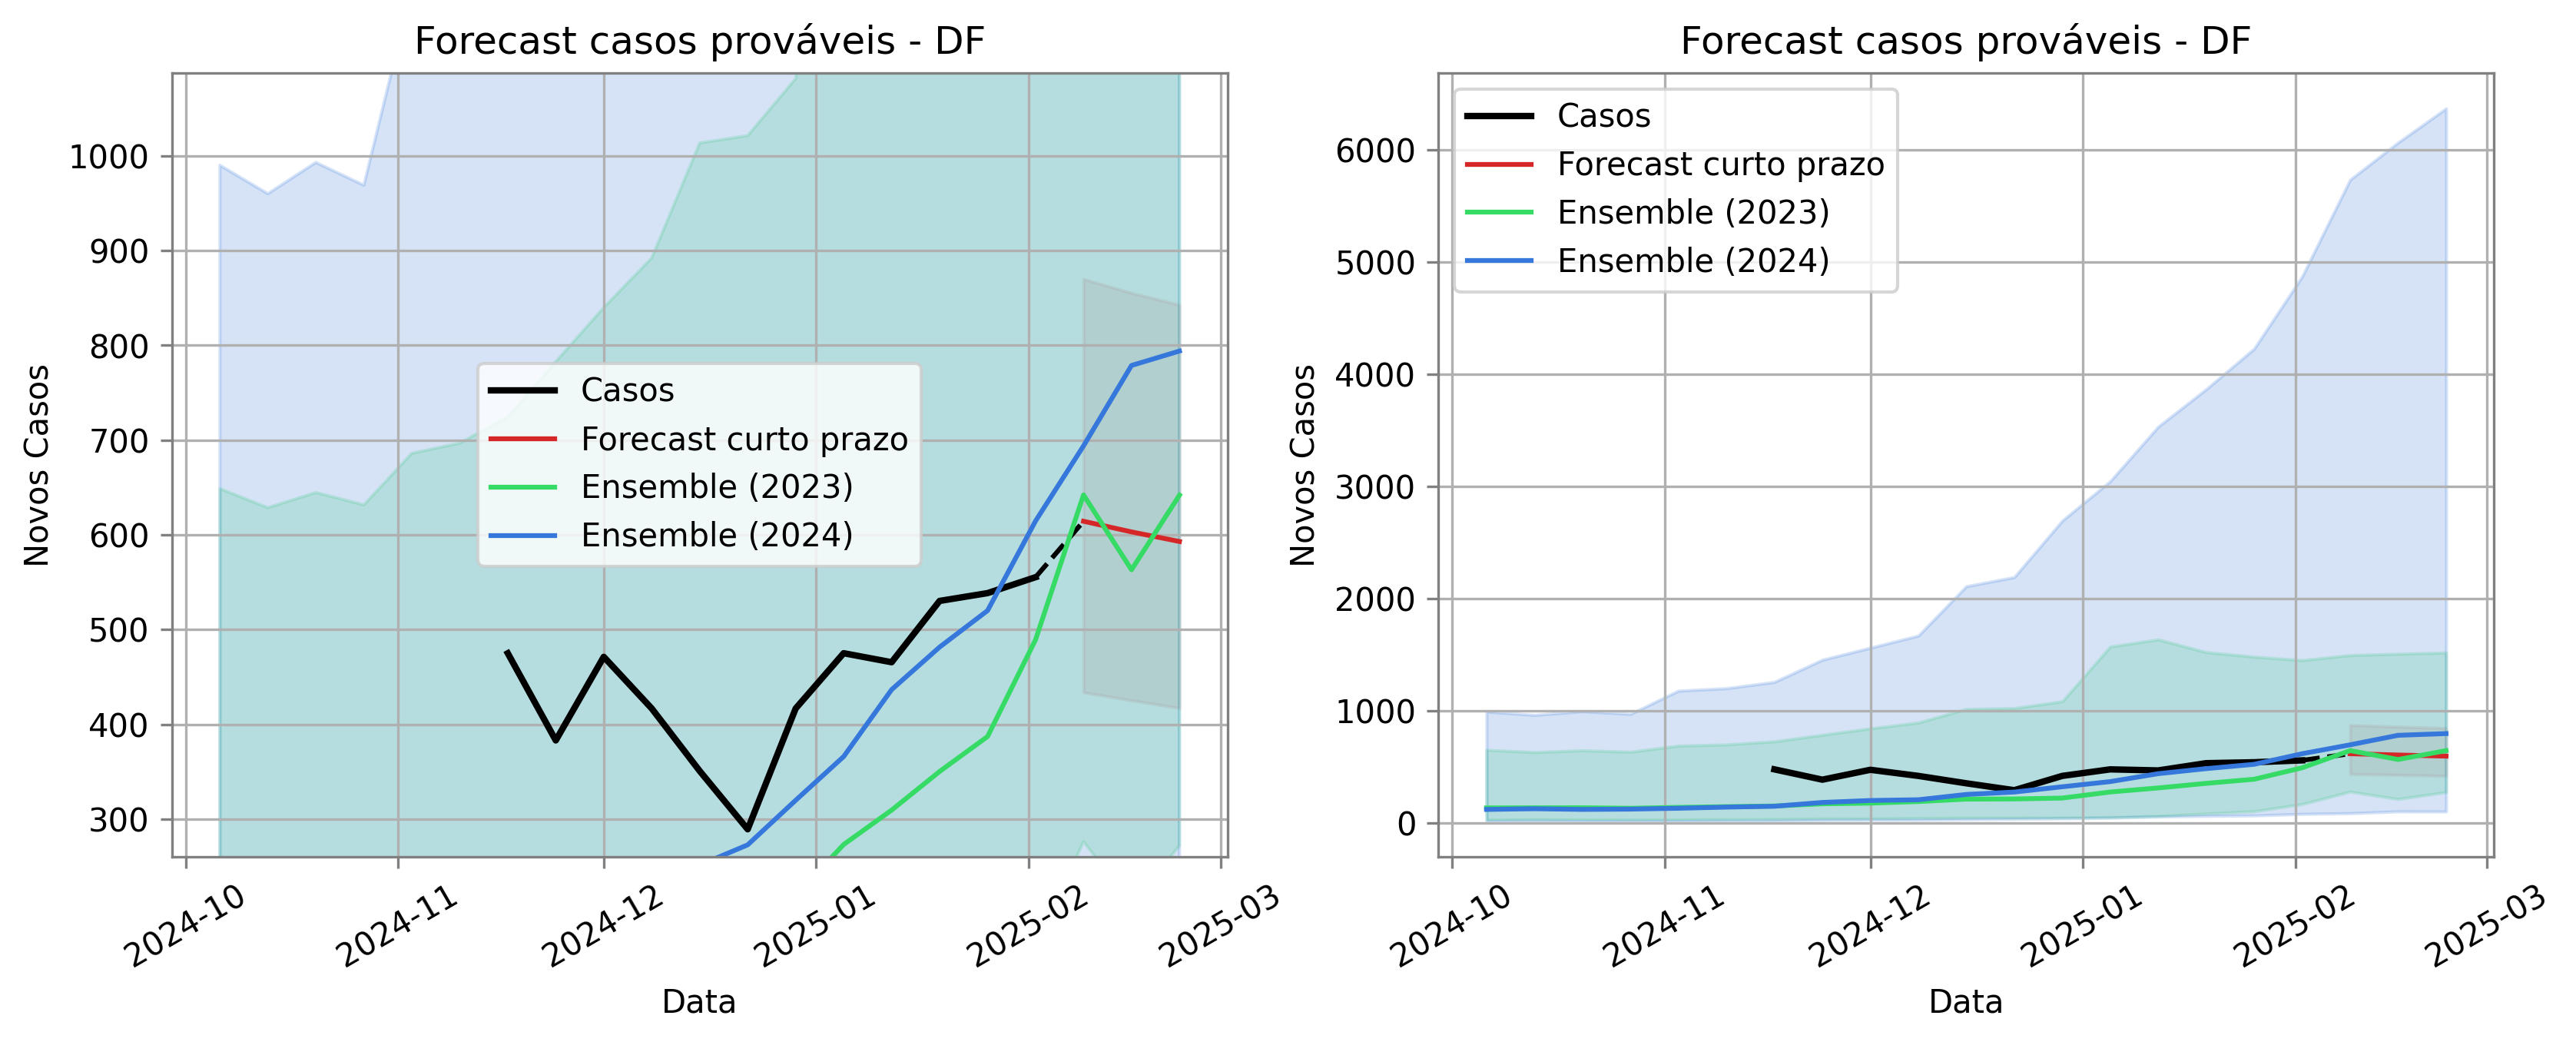 Forecast casos prováveis - DF
Novos Casos
1000
900
800
700
600
500
400
300
Casos
Forecast curto prazo
Ensemble (2023)
Ensemble (2024)
2024-10
2024-11
2024-12
2025-01
2025-02
2025-03
Data
Forecast casos prováveis - DF
Novos Casos
6000
5000
4000
3000
2000
1000
0
Casos
Forecast curto prazo
Ensemble (2023)
Ensemble (2024)
2024-10
2024-11
2024-12
2025-01
2025-02
2025-03
Data